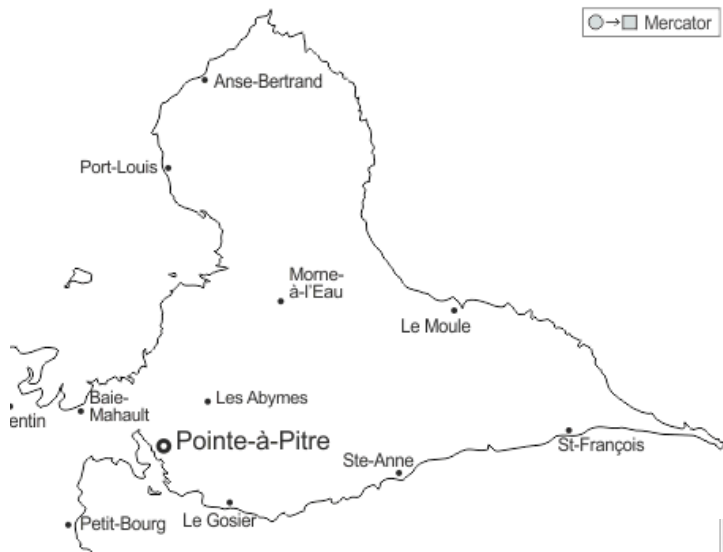 Mercator
Anse-Bertrand
Port-Louis
Morne-
à-l'Eau
Le Moule
Baie-
Mahault
Les Abymes
entin
Pointe-à-Pitre
Ste-Anne
St-François
Le Gosier
Petit-Bourg